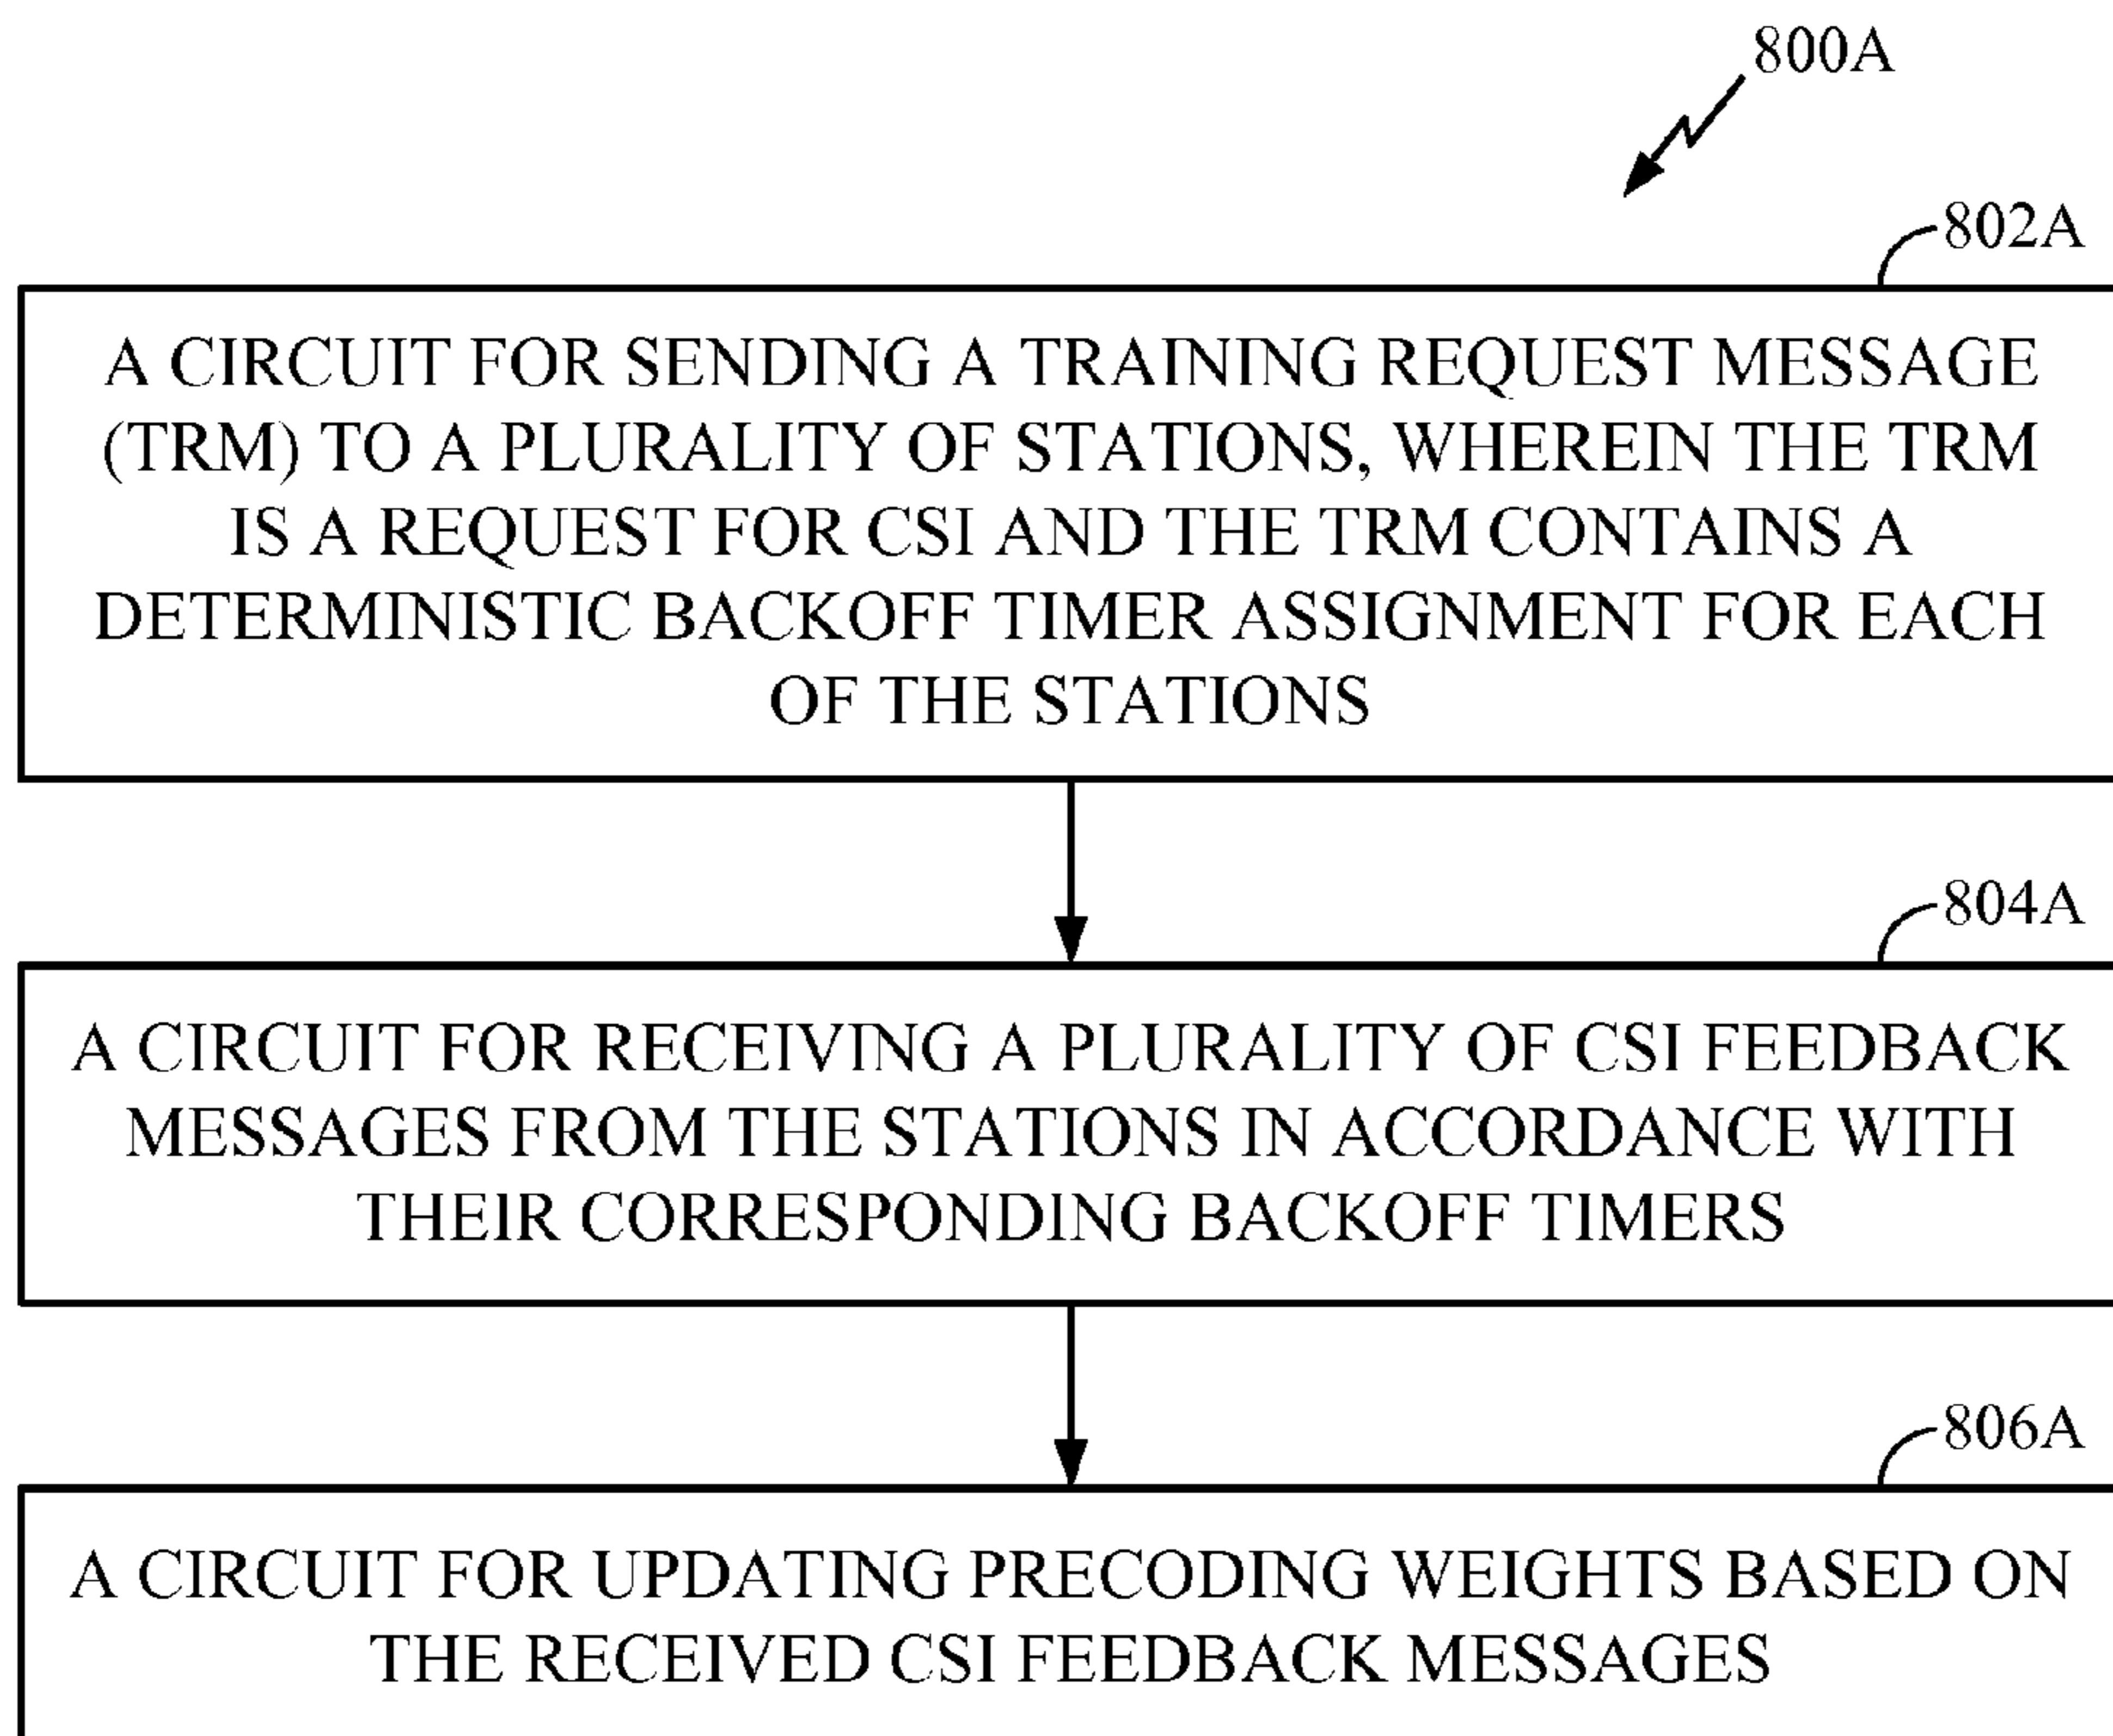 800A
802A
A CIRCUIT FOR SENDING A TRAINING REQUEST MESSAGE
(TRM) TO A PLURALITY OF STATIONS, WHEREIN THE TRM
IS A REQUEST FOR CSI AND THE TRM CONTAINS A
DETERMINISTIC BACKOFF TIMER ASSIGNMENT FOR EACH
OF THE STATIONS
804A
A CIRCUIT FOR RECEIVING A PLURALITY OF CSI FEEDBACK
MESSAGES FROM THE STATIONS IN ACCORDANCE WITH
THEIR CORRESPONDING BACKOFF TIMERS
806A
A CIRCUIT FOR UPDATING PRECODING WEIGHTS BASED ON
THE RECEIVED CSI FEEDBACK MESSAGES